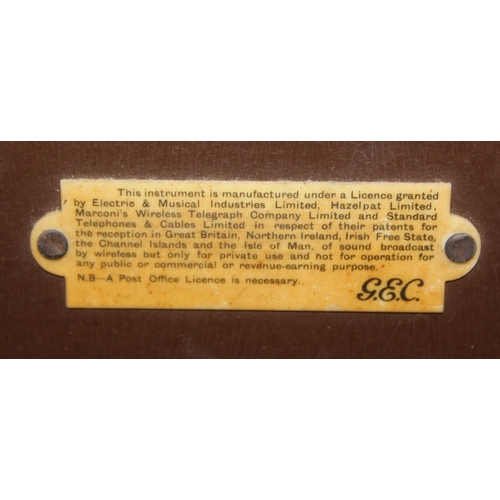 This instrument is manufactured under a Licence granted
by Electric & Musical Industries Limited, Hazelpat Limited,
Marconi's Wireless Telegraph Company Limited and Standard
Telephones & Cables Limited in respect of their patents for
the reception in Great Britain, Northern Ireland, Irish Free State,
the Channel Islands and the Isle of Man, of sound broadcast
by wireless but only for private use and not for operation for
any public or commercial or revenue-earning purpose.
N.B—A Post Office Licence is necessary.
G.E.C.